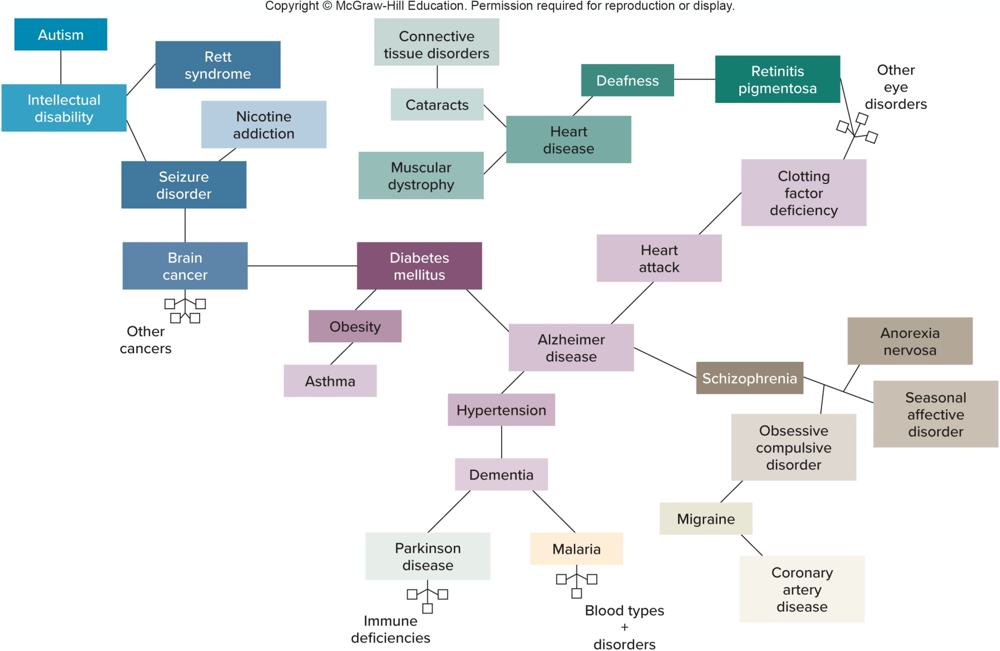 Copyright © McGraw-Hill Education. Permission required for reproduction or display.
Autism
Rett
syndrome
Intellectual
disability
Nicotine
addiction
Seizure
disorder
Brain
cancer
Other
cancers
Connective
tissue disorders
Cataracts
Muscular
dystrophy
Heart
disease
Deafness
Retinitis
pigmentosa
Other
eye
disorders
Clotting
factor
deficiency
Heart
attack
Diabetes
mellitus
Obesity
Asthma
Alzheimer
disease
Hypertension
Dementia
Parkinson
disease
Immune
deficiencies
Malaria
Blood types
+
disorders
Schizophrenia
Anorexia
nervosa
Seasonal
affective
disorder
Obsessive
compulsive
disorder
Migraine
Coronary
artery
disease